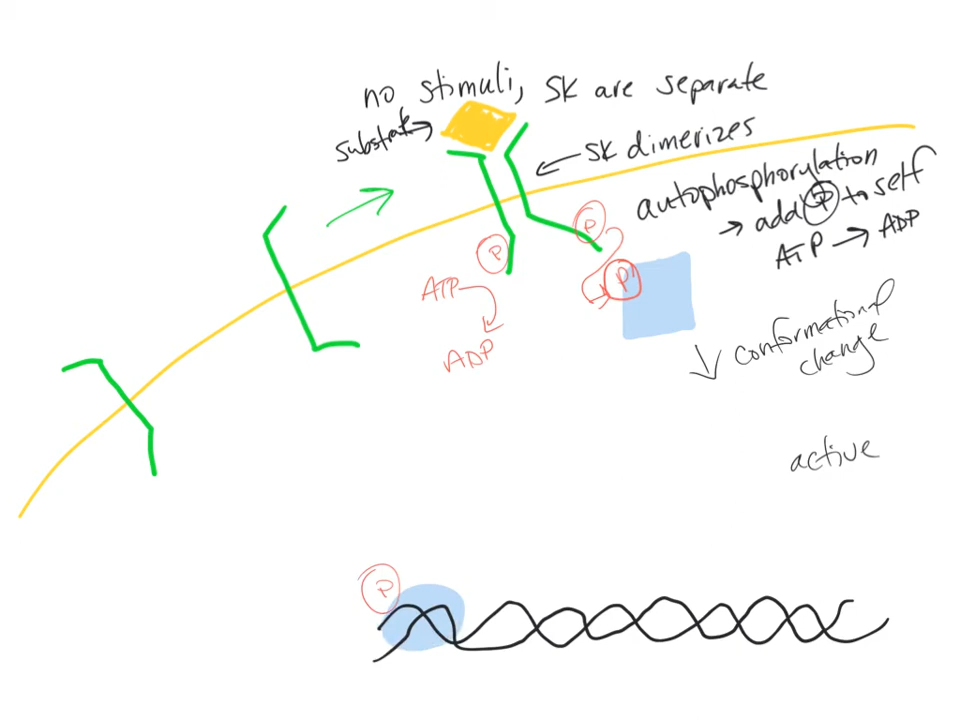 no stimuli, SK are separate
substrate
SK dimerizes
autophosphorylation
→ add P to self
ATP → ADP
P
P
P
ATP
ADP
↓ conformational
change
active
P